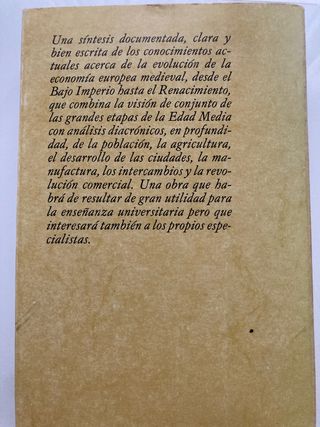 Una síntesis documentada, clara y
bien escrita de los conocimientos ac-
tuales acerca de la evolución de la
economía europea medieval, desde el
Bajo Imperio hasta el Renacimiento,
que combina la visión de conjunto de
las grandes etapas de la Edad Media
con análisis diacrónicos, en profundi-
dad, de la población, la agricultura,
el desarrollo de las ciudades, la ma-
nufactura, los intercambios y la revo-
lución comercial. Una obra que ha-
brá de resultar de gran utilidad para
la enseñanza universitaria pero que
interesará también a los propios espe-
cialistas.